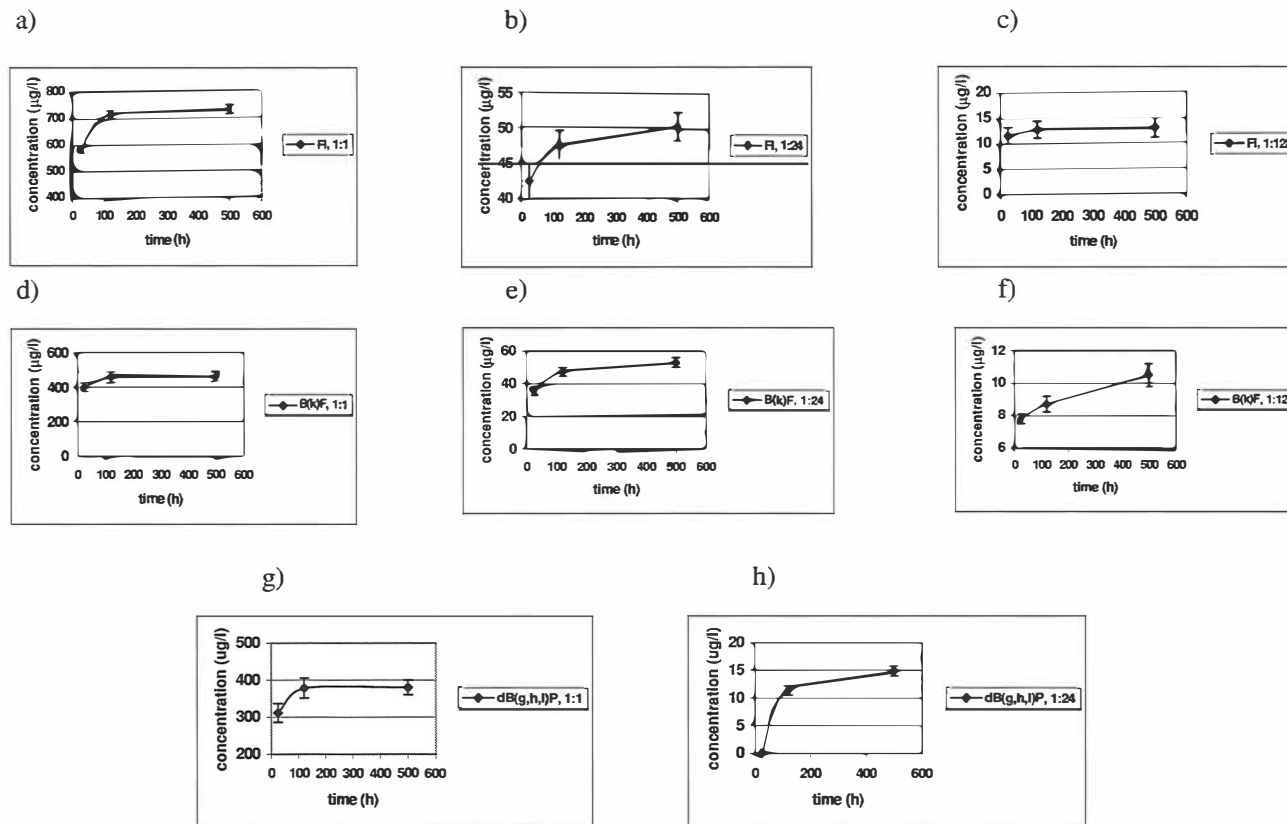 a)
b)
c)
concentration (µg/l)
800
700
600
500
400
0 100 200 300 400 500 600
time (h)
Fl, 1:1
concentration (µg/l)
55
50
45
40
0 100 200 300 400 500 600
time (h)
Fl, 1:24
concentration (µg/l)
20
15
10
5
0
0 100 200 300 400 500 600
time (h)
Fl, 1:12
d)
e)
f)
concentration (µg/l)
600
400
200
0
0 100 200 300 400 500 600
time (h)
B(k)F, 1:1
concentration (µg/l)
60
40
20
0
0 100 200 300 400 500 600
time (h)
B(k)F, 1:24
concentration (µg/l)
12
10
8
6
0 100 200 300 400 500 600
time (h)
B(k)F, 1:12
g)
h)
concentration (ug/l)
500
400
300
200
0 100 200 300 400 500 600
time (h)
dB(g,h,l)P, 1:1
concentration (ug/l)
20
15
10
5
0
0 200 400 600
time (h)
dB(g,h,l)P, 1:24